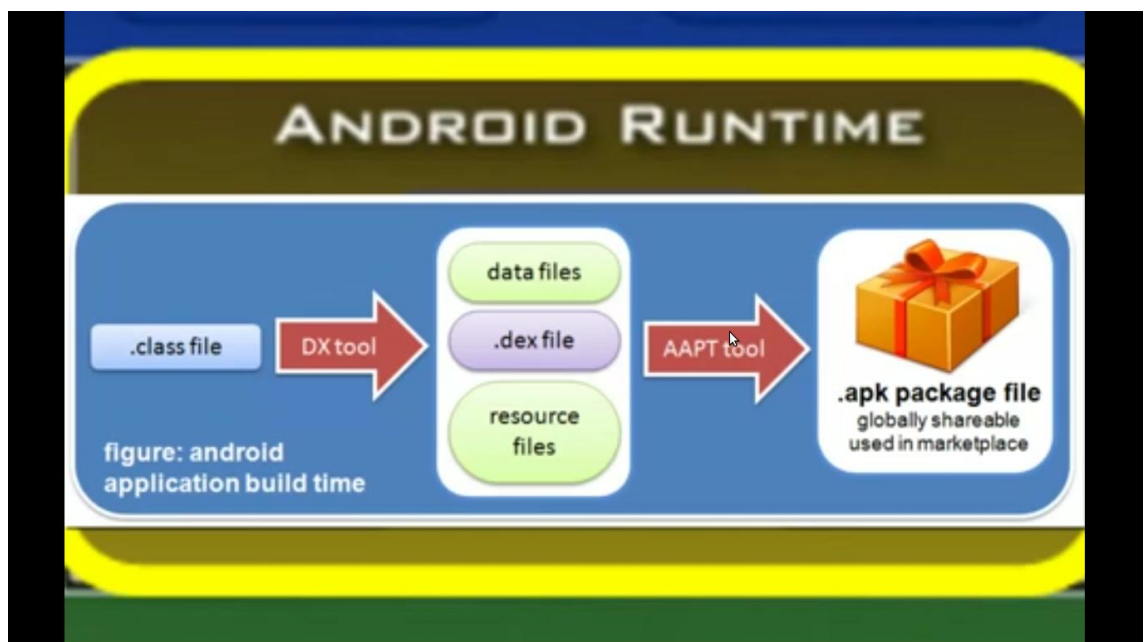 ANDROID RUNTIME
.class file
DX tool
data files
.dex file
resource
files
AAPT tool
.apk package file
globally shareable
used in marketplace
figure: android
application build time